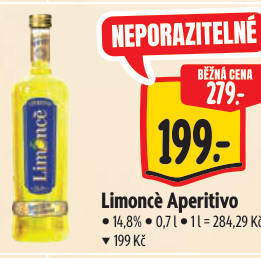 NEPORAZITELNÉ
BĚŽNÁ CENA
279.-
199.-
Limoncè
Limoncè Aperitivo
• 14,8% • 0,7 l • 1 l = 284,29 Kč
▼ 199 Kč